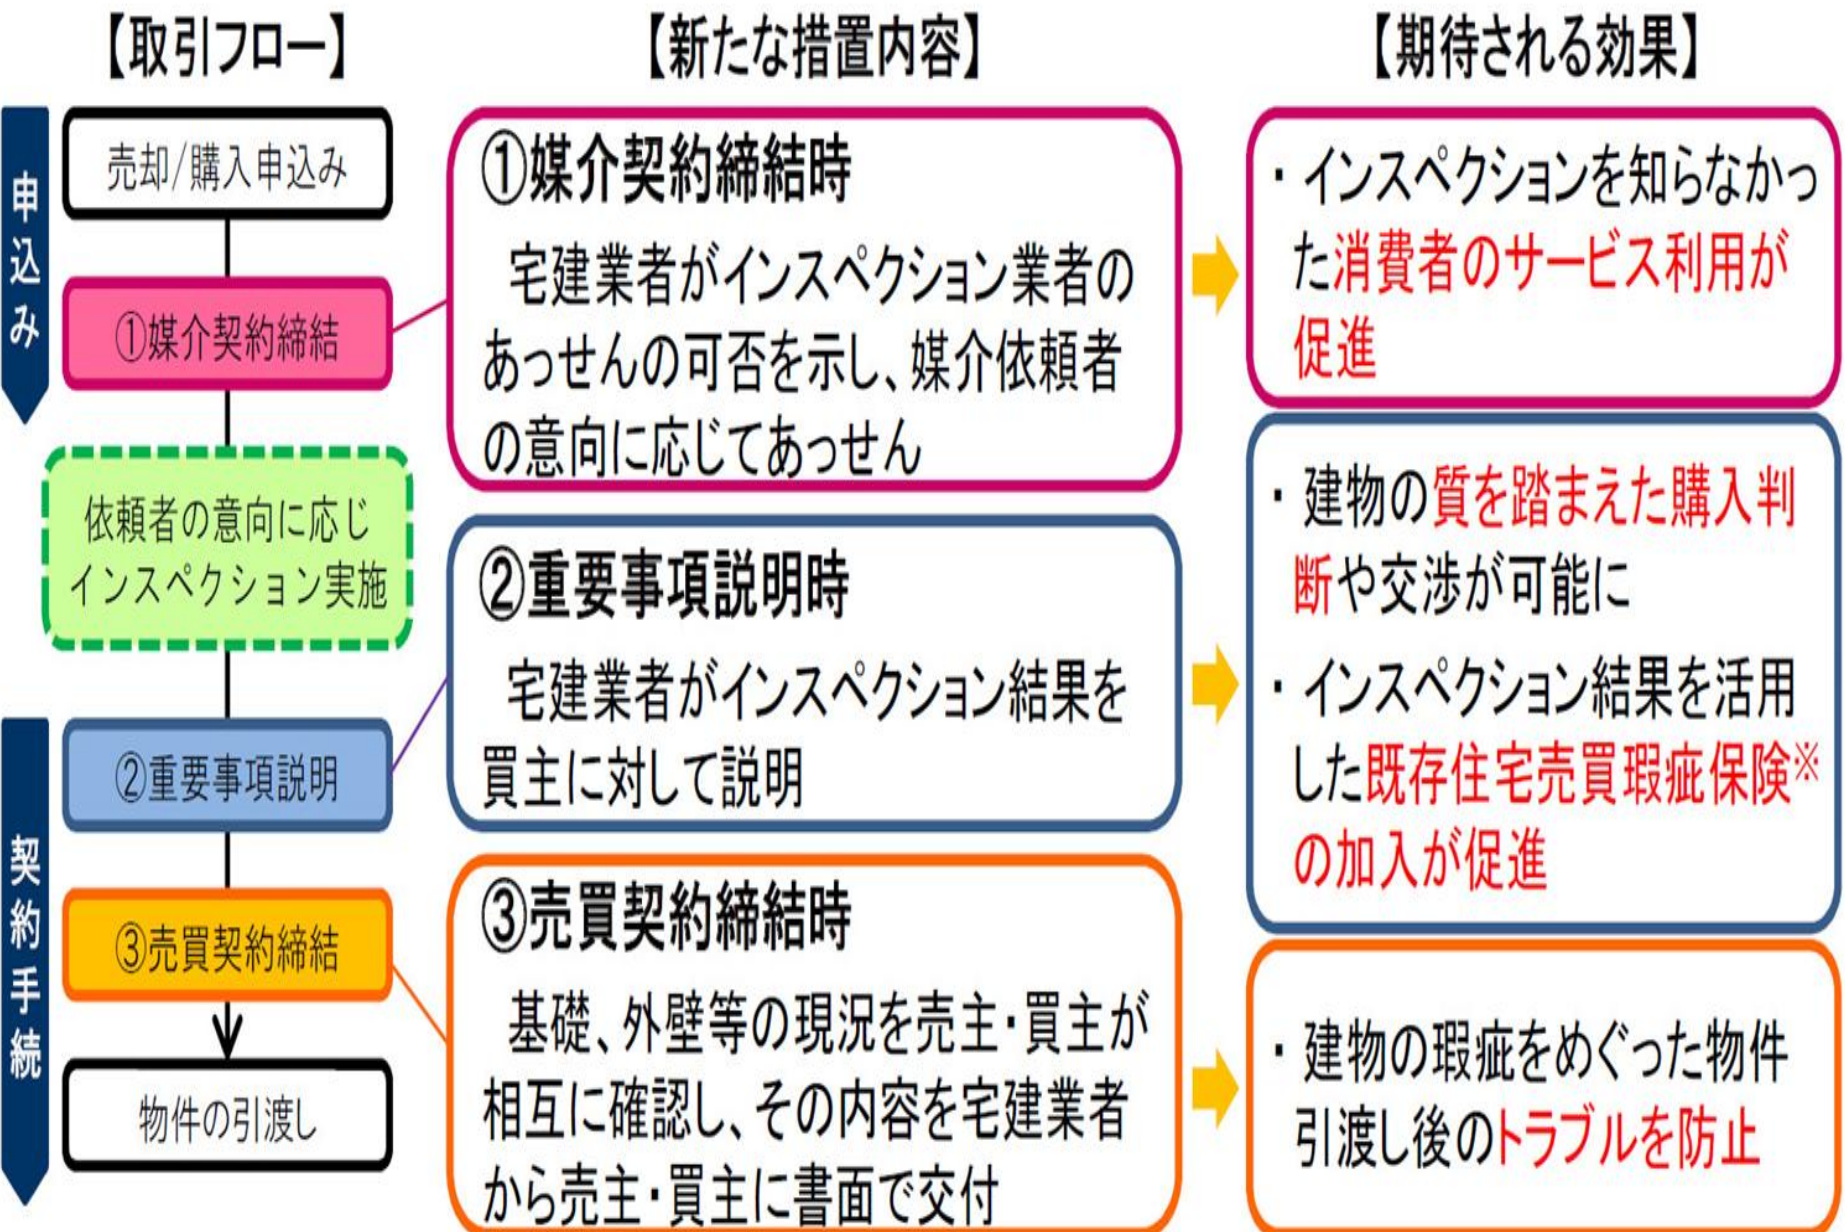 【取引フロー】
申込み
売却/購入申込み
①媒介契約締結
依頼者の意向に応じ
インスペクション実施
契約手続
②重要事項説明
③売買契約締結
物件の引渡し
【新たな措置内容】
①媒介契約締結時
宅建業者がインスペクション業者の
あっせんの可否を示し、媒介依頼者
の意向に応じてあっせん
②重要事項説明時
宅建業者がインスペクション結果を
買主に対して説明
③売買契約締結時
基礎、外壁等の現況を売主・買主が
相互に確認し、その内容を宅建業者
から売主・買主に書面で交付
【期待される効果】
・インスペクションを知らなかっ
た消費者のサービス利用が
促進
・建物の質を踏まえた購入判
断や交渉が可能に
・インスペクション結果を活用
した既存住宅売買瑕疵保険※
の加入が促進
・建物の瑕疵をめぐった物件
引渡し後のトラブルを防止